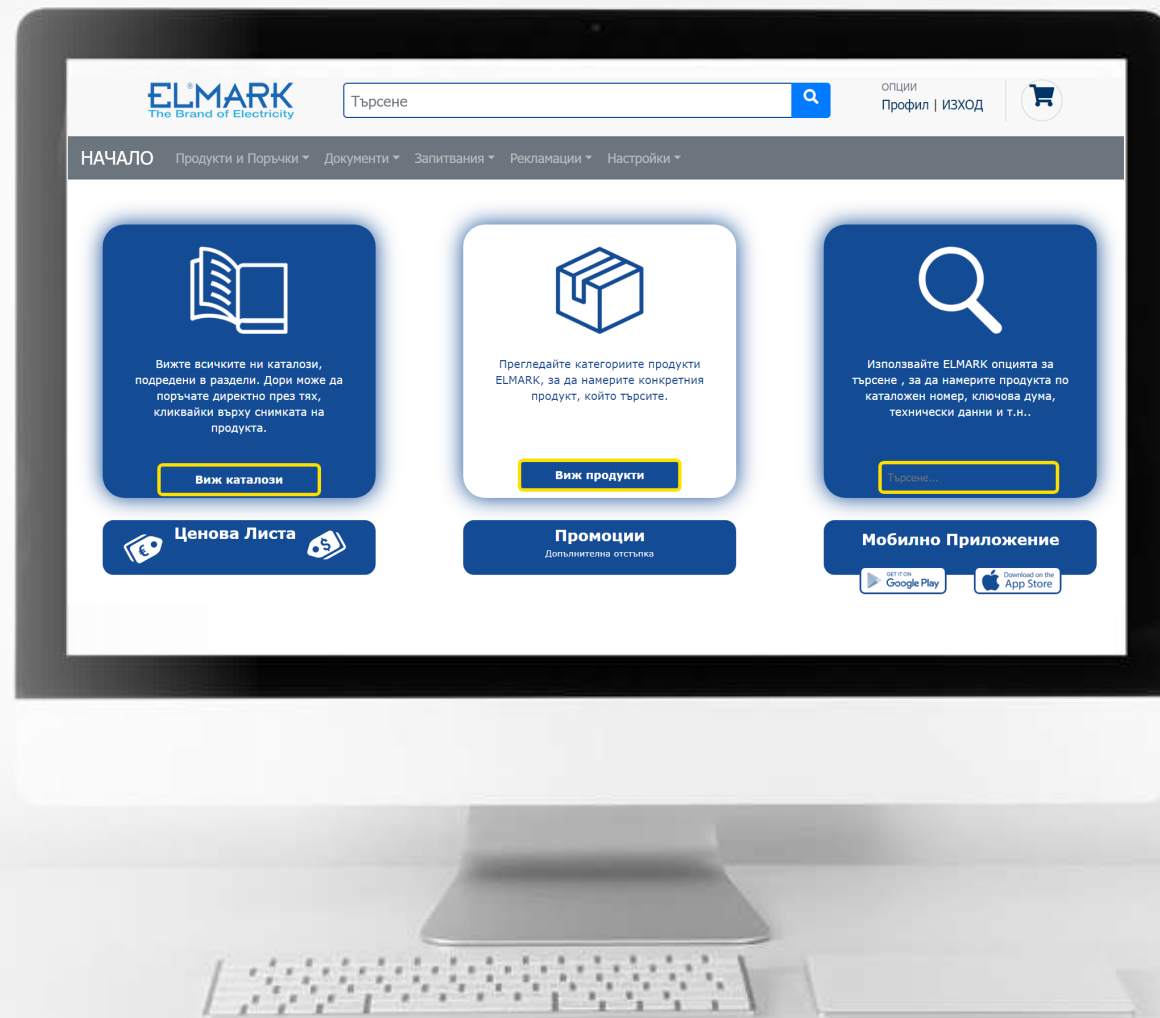 ELMARK
The Brand of Electricity
Търсене
опции
Профил | ИЗХОД
НАЧАЛО Продукти и Поръчки Документи Запитвания Рекламации Настройки
Вижте всичките ни каталози,
подредени в раздели. Дори може да
поръчате директно през тях,
кликвайки върху снимката на
продукта.
Виж каталози
Прегледайте категориите продукти
ELMARK, за да намерите конкретния
продукт, който търсите.
Виж продукти
Използвайте ELMARK опцията за
търсене , за да намерите продукта по
каталожен номер, ключова дума,
технически данни и т.н..
Търсене...
€ Ценова Листа $
Промоции
Допълнителна отстъпка
Мобилно Приложение
GET IT ON
Google Play
Download on the
App Store